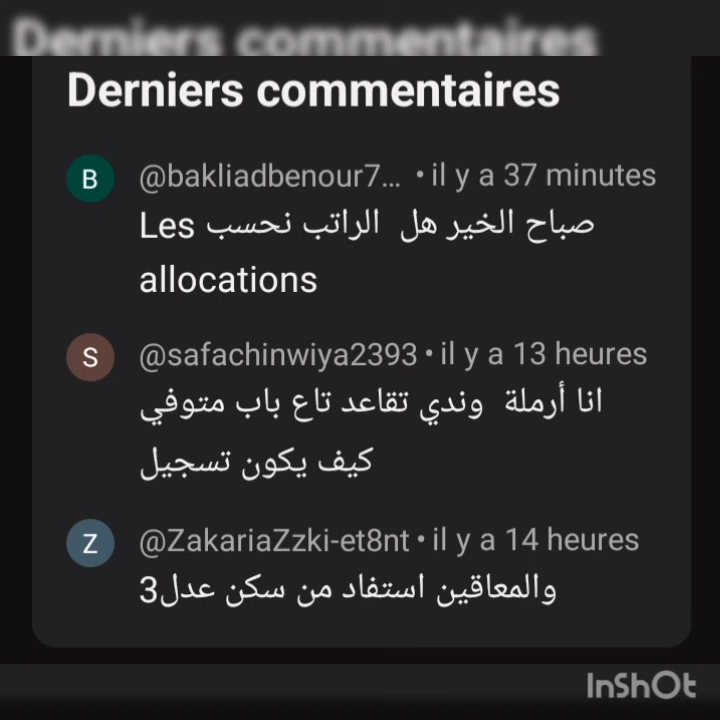 Derniers commentaires
Derniers commentaires
B @bakliadbenour7... • il y a 37 minutes
صباح الخير هل الراتب نحسب Les
allocations
S @safachinwiya2393 • il y a 13 heures
انا أرملة وندي تقاعد تاع باب متوفي
كيف يكون تسجيل
Z @ZakariaZzki-et8nt • il y a 14 heures
والمعاقين استفاد من سكن عدل3
InShOt